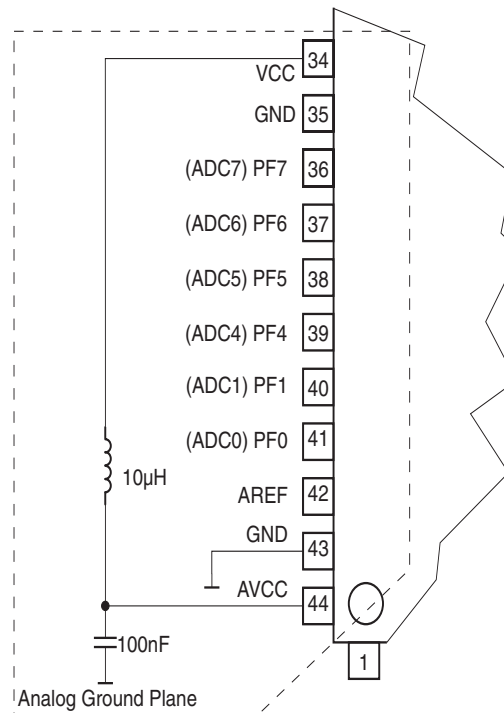 VCC 34
GND 35
(ADC7) PF7 36
(ADC6) PF6 37
(ADC5) PF5 38
(ADC4) PF4 39
(ADC1) PF1 40
(ADC0) PF0 41
10µH
AREF 42
GND 43
AVCC 44
100nF
1
Analog Ground Plane